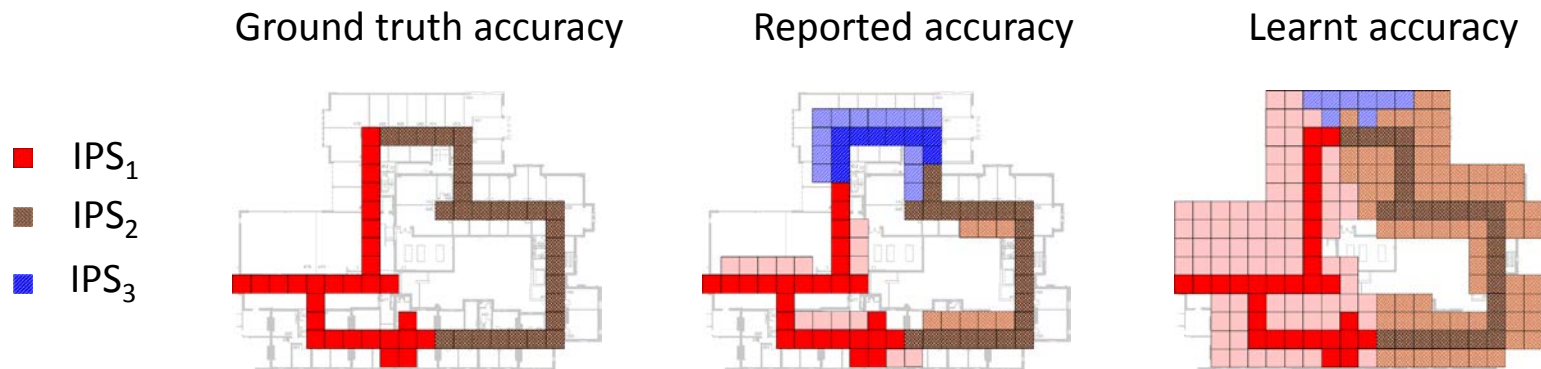 Ground truth accuracy
Reported accuracy
Learnt accuracy
IPS₁
IPS₂
IPS₃